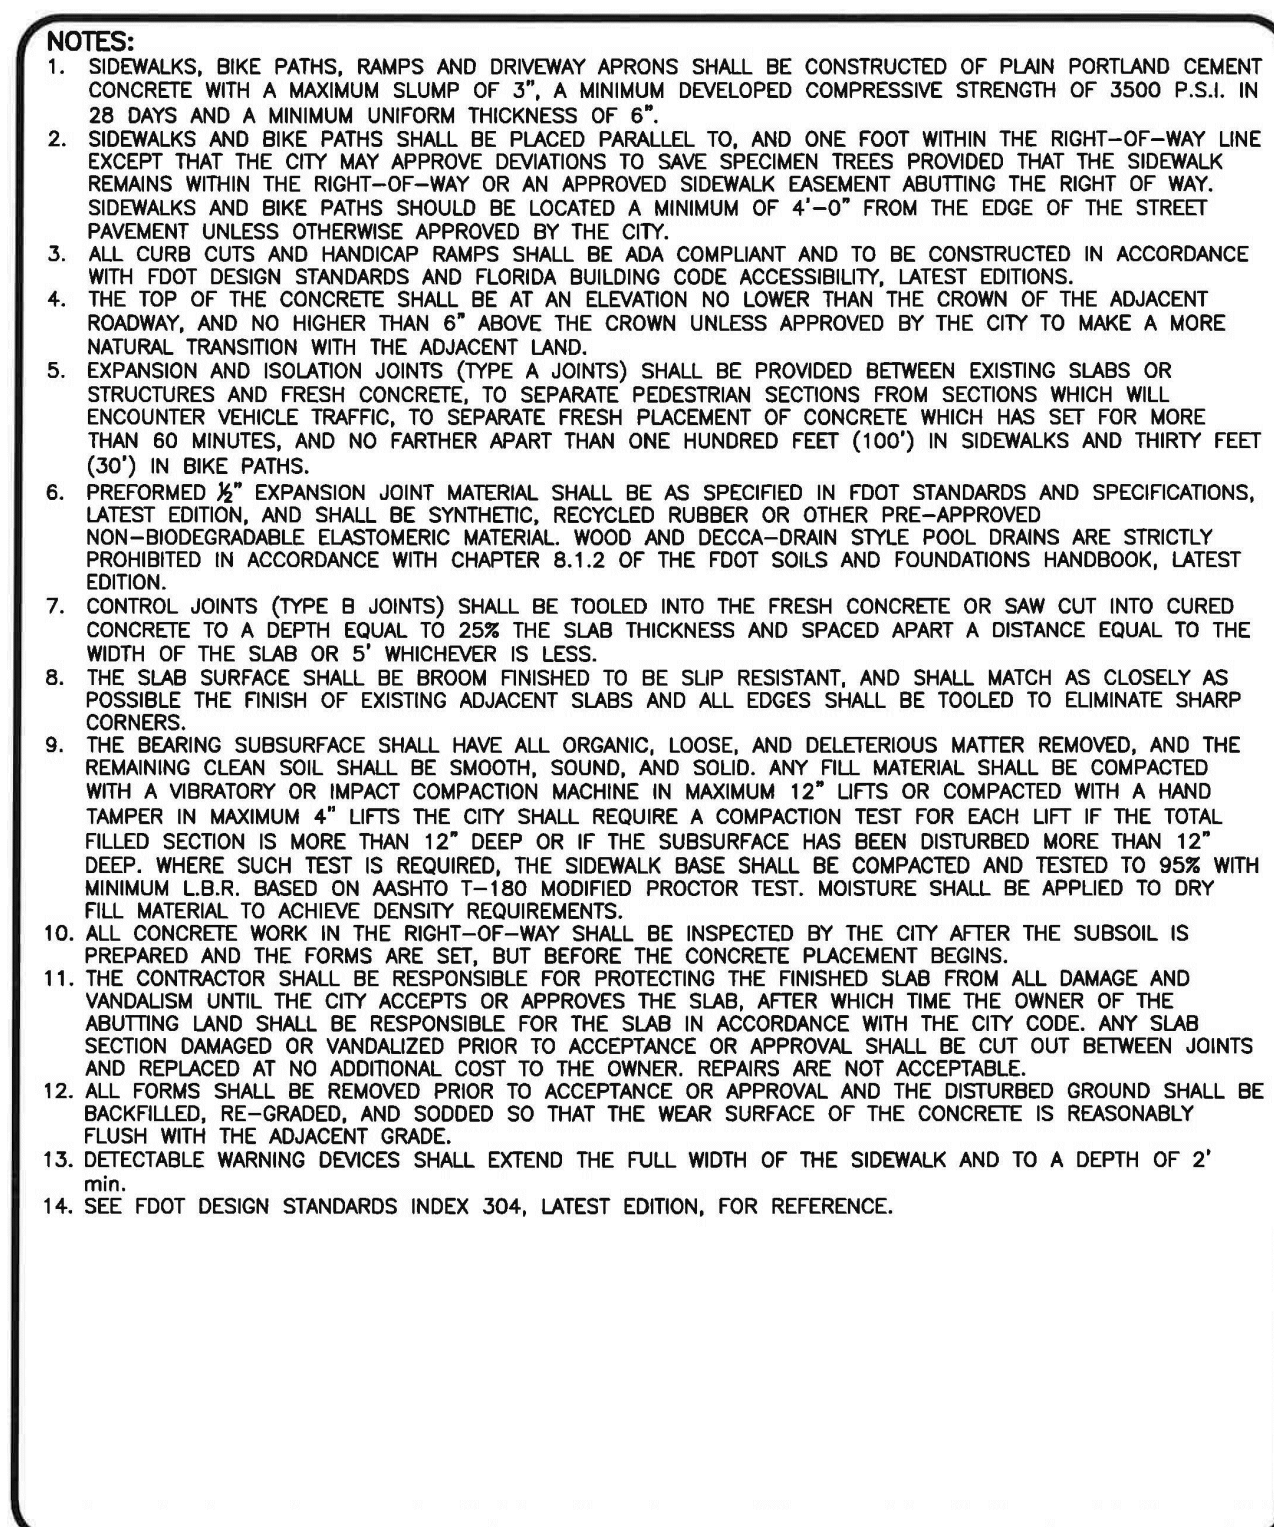 NOTES:
1. SIDEWALKS, BIKE PATHS, RAMPS AND DRIVEWAY APRONS SHALL BE CONSTRUCTED OF PLAIN PORTLAND CEMENT
CONCRETE WITH A MAXIMUM SLUMP OF 3", A MINIMUM DEVELOPED COMPRESSIVE STRENGTH OF 3500 P.S.I. IN
28 DAYS AND A MINIMUM UNIFORM THICKNESS OF 6".
2. SIDEWALKS AND BIKE PATHS SHALL BE PLACED PARALLEL TO, AND ONE FOOT WITHIN THE RIGHT-OF-WAY LINE
EXCEPT THAT THE CITY MAY APPROVE DEVIATIONS TO SAVE SPECIMEN TREES PROVIDED THAT THE SIDEWALK
REMAINS WITHIN THE RIGHT-OF-WAY OR AN APPROVED SIDEWALK EASEMENT ABUTTING THE RIGHT OF WAY.
SIDEWALKS AND BIKE PATHS SHOULD BE LOCATED A MINIMUM OF 4'-0" FROM THE EDGE OF THE STREET
PAVEMENT UNLESS OTHERWISE APPROVED BY THE CITY.
3. ALL CURB CUTS AND HANDICAP RAMPS SHALL BE ADA COMPLIANT AND TO BE CONSTRUCTED IN ACCORDANCE
WITH FDOT DESIGN STANDARDS AND FLORIDA BUILDING CODE ACCESSIBILITY, LATEST EDITIONS.
4. THE TOP OF THE CONCRETE SHALL BE AT AN ELEVATION NO LOWER THAN THE CROWN OF THE ADJACENT
ROADWAY, AND NO HIGHER THAN 6" ABOVE THE CROWN UNLESS APPROVED BY THE CITY TO MAKE A MORE
NATURAL TRANSITION WITH THE ADJACENT LAND.
5. EXPANSION AND ISOLATION JOINTS (TYPE A JOINTS) SHALL BE PROVIDED BETWEEN EXISTING SLABS OR
STRUCTURES AND FRESH CONCRETE, TO SEPARATE PEDESTRIAN SECTIONS FROM SECTIONS WHICH WILL
ENCOUNTER VEHICLE TRAFFIC, TO SEPARATE FRESH PLACEMENT OF CONCRETE WHICH HAS SET FOR MORE
THAN 60 MINUTES, AND NO FARTHER APART THAN ONE HUNDRED FEET (100') IN SIDEWALKS AND THIRTY FEET
(30') IN BIKE PATHS.
6. PREFORMED ½" EXPANSION JOINT MATERIAL SHALL BE AS SPECIFIED IN FDOT STANDARDS AND SPECIFICATIONS,
LATEST EDITION, AND SHALL BE SYNTHETIC, RECYCLED RUBBER OR OTHER PRE-APPROVED
NON-BIODEGRADABLE ELASTOMERIC MATERIAL. WOOD AND DECCA-DRAIN STYLE POOL DRAINS ARE STRICTLY
PROHIBITED IN ACCORDANCE WITH CHAPTER 8.1.2 OF THE FDOT SOILS AND FOUNDATIONS HANDBOOK, LATEST
EDITION.
7. CONTROL JOINTS (TYPE B JOINTS) SHALL BE TOOLED INTO THE FRESH CONCRETE OR SAW CUT INTO CURED
CONCRETE TO A DEPTH EQUAL TO 25% THE SLAB THICKNESS AND SPACED APART A DISTANCE EQUAL TO THE
WIDTH OF THE SLAB OR 5' WHICHEVER IS LESS.
8. THE SLAB SURFACE SHALL BE BROOM FINISHED TO BE SLIP RESISTANT, AND SHALL MATCH AS CLOSELY AS
POSSIBLE THE FINISH OF EXISTING ADJACENT SLABS AND ALL EDGES SHALL BE TOOLED TO ELIMINATE SHARP
CORNERS.
9. THE BEARING SUBSURFACE SHALL HAVE ALL ORGANIC, LOOSE, AND DELETERIOUS MATTER REMOVED, AND THE
REMAINING CLEAN SOIL SHALL BE SMOOTH, SOUND, AND SOLID. ANY FILL MATERIAL SHALL BE COMPACTED
WITH A VIBRATORY OR IMPACT COMPACTION MACHINE IN MAXIMUM 12" LIFTS OR COMPACTED WITH A HAND
TAMPER IN MAXIMUM 4" LIFTS THE CITY SHALL REQUIRE A COMPACTION TEST FOR EACH LIFT IF THE TOTAL
FILLED SECTION IS MORE THAN 12" DEEP OR IF THE SUBSURFACE HAS BEEN DISTURBED MORE THAN 12"
DEEP. WHERE SUCH TEST IS REQUIRED, THE SIDEWALK BASE SHALL BE COMPACTED AND TESTED TO 95% WITH
MINIMUM L.B.R. BASED ON AASHTO T-180 MODIFIED PROCTOR TEST. MOISTURE SHALL BE APPLIED TO DRY
FILL MATERIAL TO ACHIEVE DENSITY REQUIREMENTS.
10. ALL CONCRETE WORK IN THE RIGHT-OF-WAY SHALL BE INSPECTED BY THE CITY AFTER THE SUBSOIL IS
PREPARED AND THE FORMS ARE SET, BUT BEFORE THE CONCRETE PLACEMENT BEGINS.
11. THE CONTRACTOR SHALL BE RESPONSIBLE FOR PROTECTING THE FINISHED SLAB FROM ALL DAMAGE AND
VANDALISM UNTIL THE CITY ACCEPTS OR APPROVES THE SLAB, AFTER WHICH TIME THE OWNER OF THE
ABUTTING LAND SHALL BE RESPONSIBLE FOR THE SLAB IN ACCORDANCE WITH THE CITY CODE. ANY SLAB
SECTION DAMAGED OR VANDALIZED PRIOR TO ACCEPTANCE OR APPROVAL SHALL BE CUT OUT BETWEEN JOINTS
AND REPLACED AT NO ADDITIONAL COST TO THE OWNER. REPAIRS ARE NOT ACCEPTABLE.
12. ALL FORMS SHALL BE REMOVED PRIOR TO ACCEPTANCE OR APPROVAL AND THE DISTURBED GROUND SHALL BE
BACKFILLED, RE-GRADED, AND SODDED SO THAT THE WEAR SURFACE OF THE CONCRETE IS REASONABLY
FLUSH WITH THE ADJACENT GRADE.
13. DETECTABLE WARNING DEVICES SHALL EXTEND THE FULL WIDTH OF THE SIDEWALK AND TO A DEPTH OF 2'
min.
14. SEE FDOT DESIGN STANDARDS INDEX 304, LATEST EDITION, FOR REFERENCE.